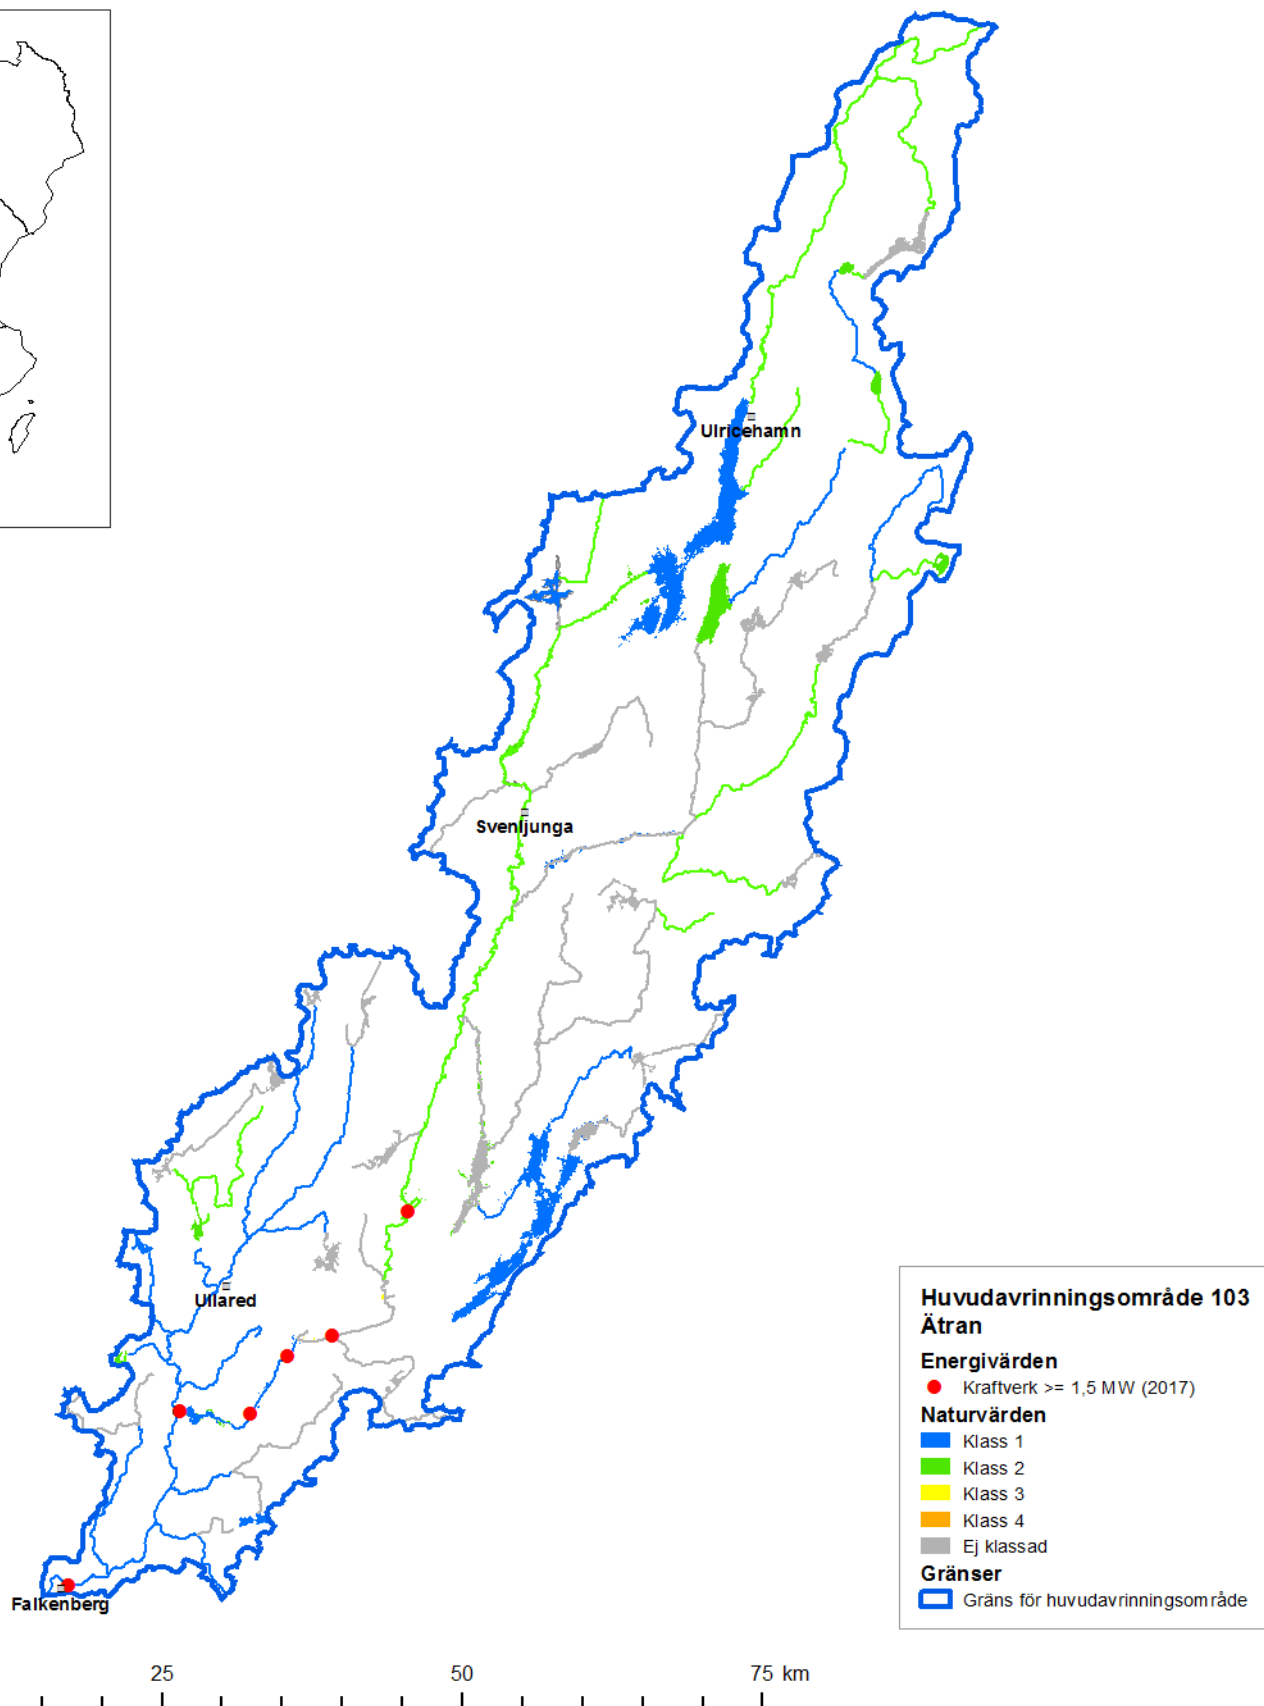 Ulricehamn
Svenljunga
Ullared
Falkenberg
Huvudavrinningsområde 103
Ätran
Energivärden
Kraftverk >= 1,5 MW (2017)
Naturvärden
Klass 1
Klass 2
Klass 3
Klass 4
Ej klassad
Gränser
Gräns för huvudavrinningsområde
25 50 75 km